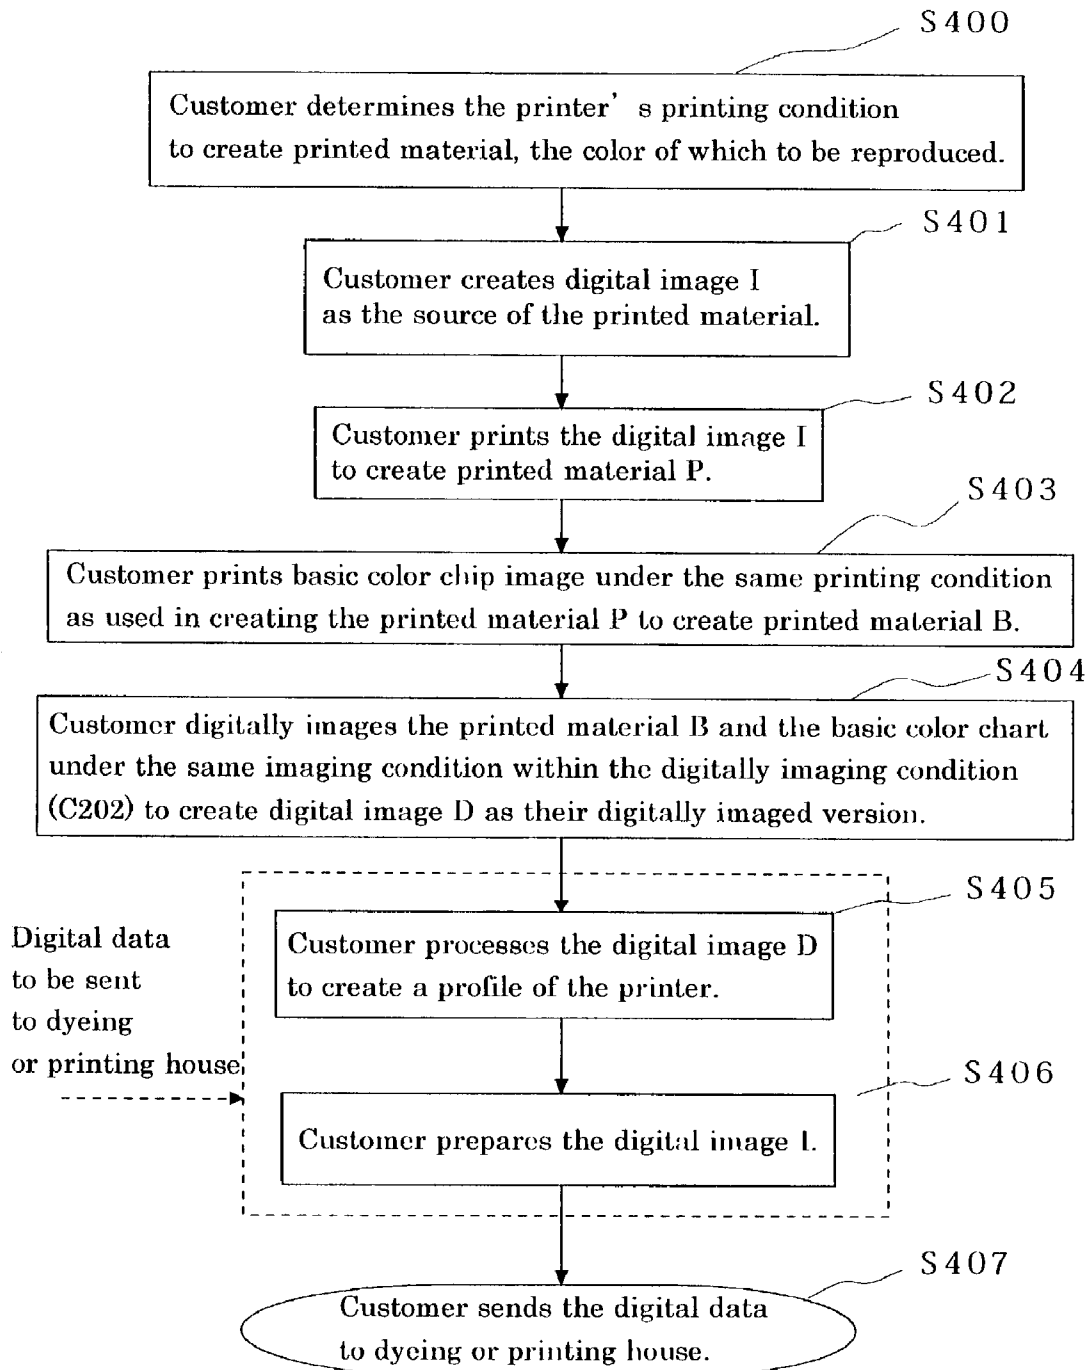 S400
Customer determines the printer's printing condition
to create printed material, the color of which to be reproduced.
S401
Customer creates digital image I
as the source of the printed material.
S402
Customer prints the digital image I
to create printed material P.
S403
Customer prints basic color chip image under the same printing condition
as used in creating the printed material P to create printed material B.
S404
Customer digitally images the printed material B and the basic color chart
under the same imaging condition within the digitally imaging condition
(C202) to create digital image D as their digitally imaged version.
S405
Customer processes the digital image D
to create a profile of the printer.
Digital data
to be sent
to dyeing
or printing house
S406
Customer prepares the digital image I.
S407
Customer sends the digital data
to dyeing or printing house.